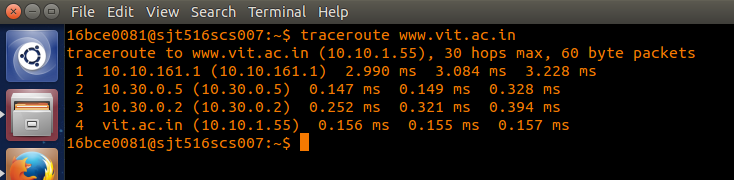 File Edit View Search Terminal Help
16bce0081@sjt516scs007:~$ traceroute www.vit.ac.in
traceroute to www.vit.ac.in (10.10.1.55), 30 hops max, 60 byte packets
 1  10.10.161.1 (10.10.161.1)  2.990 ms  3.084 ms  3.228 ms
 2  10.30.0.5 (10.30.0.5)  0.147 ms  0.149 ms  0.328 ms
 3  10.30.0.2 (10.30.0.2)  0.252 ms  0.321 ms  0.394 ms
 4  vit.ac.in (10.10.1.55)  0.156 ms  0.155 ms  0.157 ms
16bce0081@sjt516scs007:~$